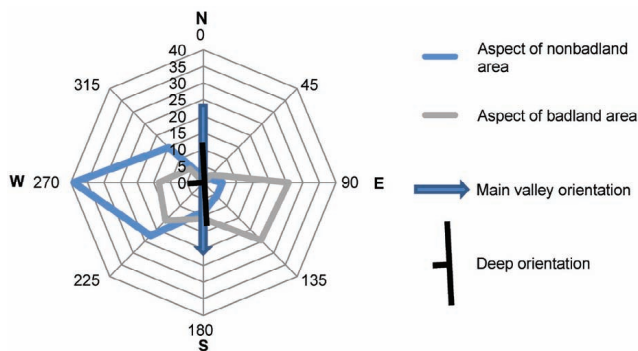 N
0
40
35
30
25
20
15
10
5
0
315
45
W 270
90 E
225
135
180
S
Aspect of nonbadland
area
Aspect of badland area
Main valley orientation
Deep orientation